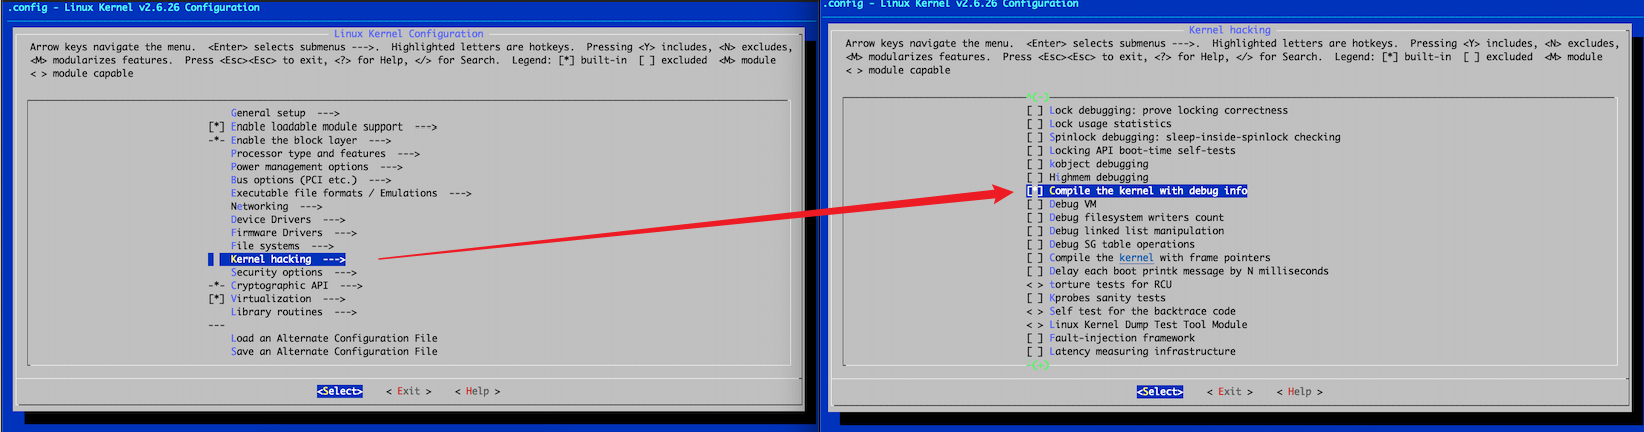 .config - Linux Kernel v2.6.26 Configuration
Linux Kernel Configuration
Arrow keys navigate the menu.  <Enter> selects submenus --->.  Highlighted letters are hotkeys.  Pressing <Y> includes, <N> excludes,
<M> modularizes features.  Press <Esc><Esc> to exit, <?> for Help, </> for Search.  Legend: [*] built-in  [ ] excluded  <M> module
< > module capable
General setup  --->
[*] Enable loadable module support  --->
-*- Enable the block layer  --->
Processor type and features  --->
Power management options  --->
Bus options (PCI etc.)  --->
Executable file formats / Emulations  --->
Networking  --->
Device Drivers  --->
Firmware Drivers  --->
File systems  --->
Kernel hacking  --->
Security options  --->
-*- Cryptographic API  --->
[*] Virtualization  --->
Library routines  --->
---
Load an Alternate Configuration File
Save an Alternate Configuration File
<Select>    < Exit >    < Help >
.config - Linux Kernel v2.6.26 Configuration
Kernel hacking
Arrow keys navigate the menu.  <Enter> selects submenus --->.  Highlighted letters are hotkeys.  Pressing <Y> includes, <N> excludes,
<M> modularizes features.  Press <Esc><Esc> to exit, <?> for Help, </> for Search.  Legend: [*] built-in  [ ] excluded  <M> module
< > module capable
^(-)
[ ] Lock debugging: prove locking correctness
[ ] Lock usage statistics
[ ] Spinlock debugging: sleep-inside-spinlock checking
[ ] Locking API boot-time self-tests
[ ] kobject debugging
[ ] Highmem debugging
[*] Compile the kernel with debug info
[ ] Debug VM
[ ] Debug filesystem writers count
[ ] Debug linked list manipulation
[ ] Debug SG table operations
[ ] Compile the kernel with frame pointers
[ ] Delay each boot printk message by N milliseconds
< > torture tests for RCU
[ ] Kprobes sanity tests
< > Self test for the backtrace code
< > Linux Kernel Dump Test Tool Module
[ ] Fault-injection framework
[ ] Latency measuring infrastructure
-(+)
<Select>    < Exit >    < Help >